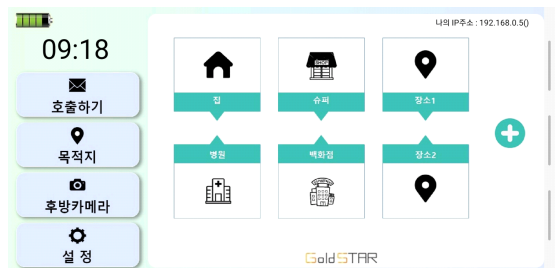 나의 IP주소 : 192.168.0.5()
09:18
호출하기
목적지
후방카메라
설 정
집
슈퍼
SHOP
장소1
병원
백화점
장소2
GoldSTAR